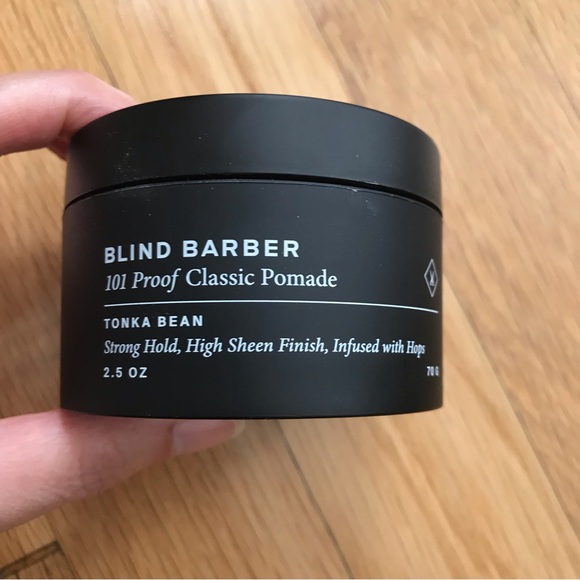 BLIND BARBER
101 Proof Classic Pomade
TONKA BEAN
Strong Hold, High Sheen Finish, Infused with Hops
2.5 OZ 70 G